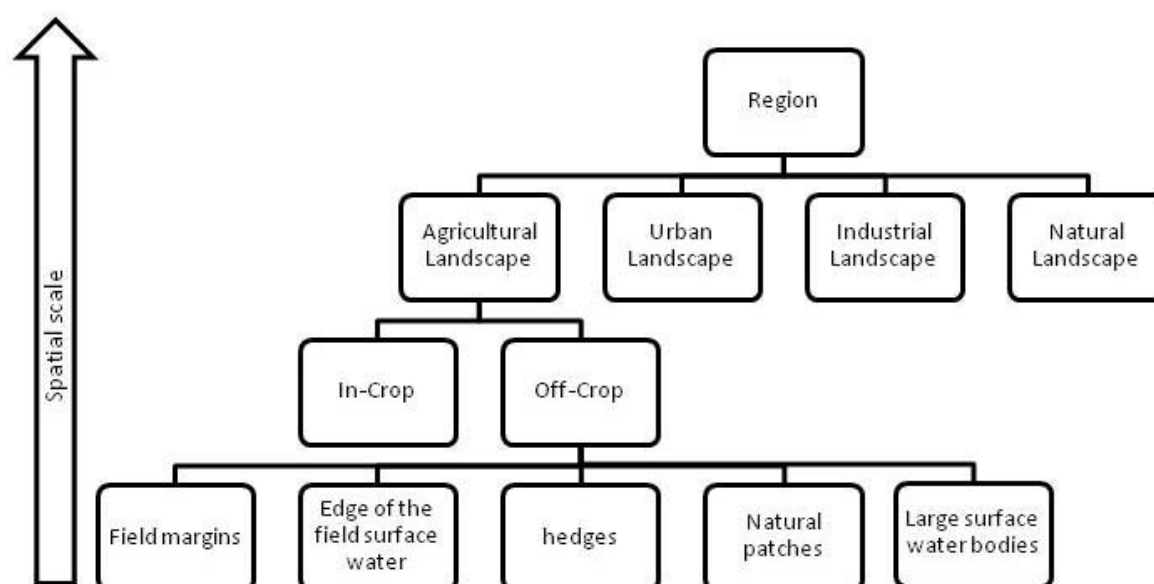 Region
Agricultural
Landscape
Urban
Landscape
Industrial
Landscape
Natural
Landscape
Spatial scale
In-Crop
Off-Crop
Field margins
Edge of the
field surface
water
hedges
Natural
patches
Large surface
water bodies